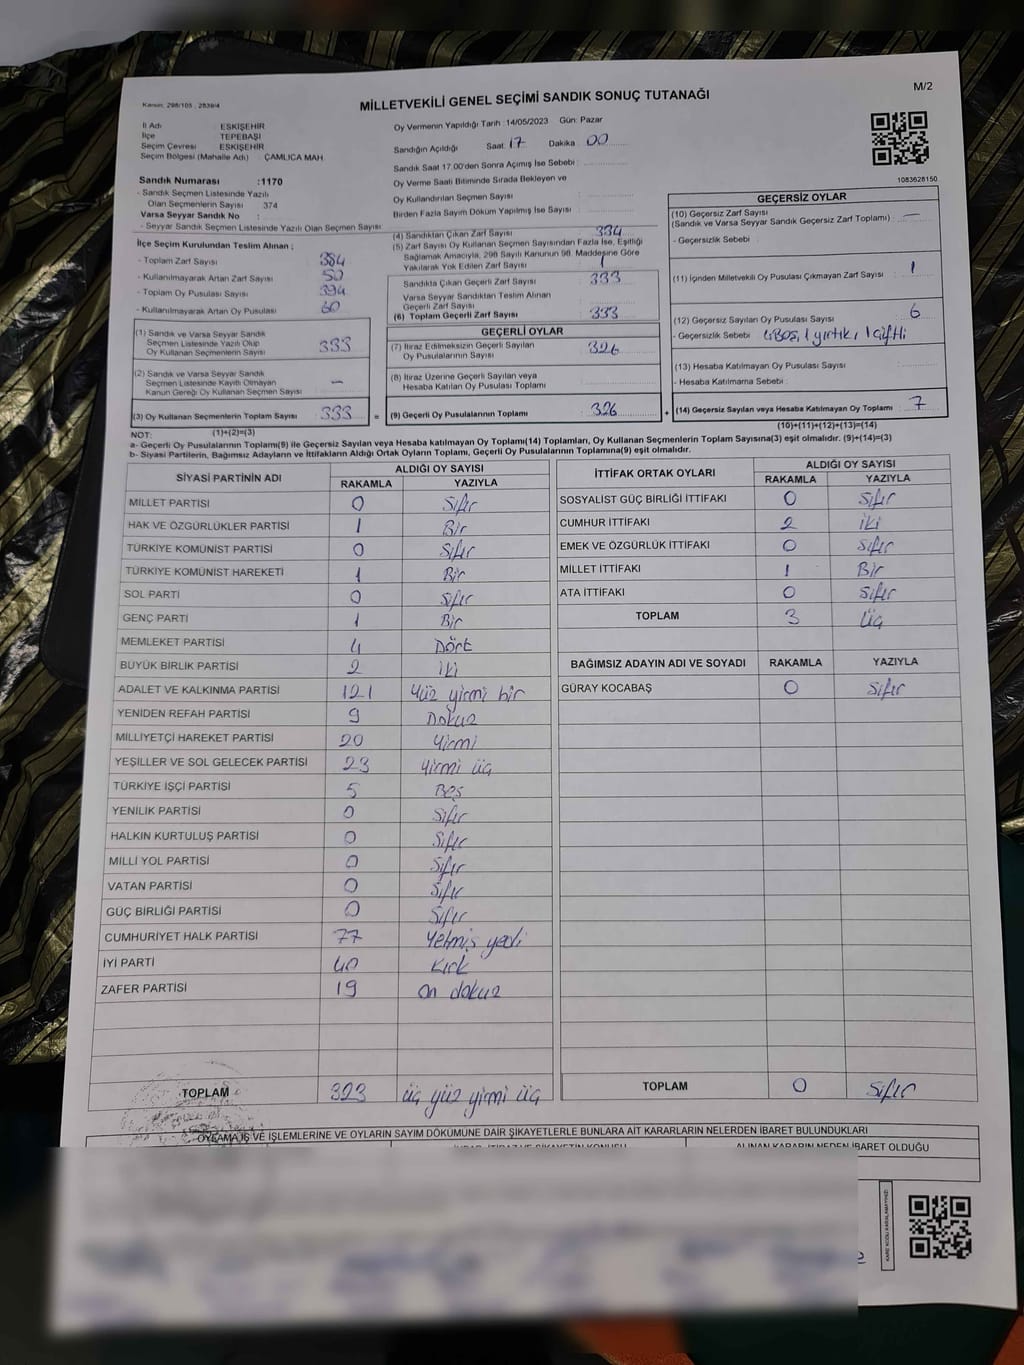 Kanun, 298/105 , 2839/4
MİLLETVEKİLİ GENEL SEÇİMİ SANDIK SONUÇ TUTANAĞI
M/2
İl Adı : ESKİŞEHİR
İlçe : TEPEBAŞI
Seçim Çevresi : ESKİŞEHİR
Seçim Bölgesi (Mahalle Adı) : ÇAMLICA MAH.
Sandık Numarası :1170
- Sandık Seçmen Listesinde Yazılı
Olan Seçmenlerin Sayısı : 374
Varsa Seyyar Sandık No :
- Seyyar Sandık Seçmen Listesinde Yazılı Olan Seçmen Sayısı
Oy Vermenin Yapıldığı Tarih :14/05/2023 Gün: Pazar
Sandığın Açıldığı Saat 17 Dakika 00
Sandık Saat 17:00'den Sonra Açımış İse Sebebi :
Oy Verme Saati Bitiminde Sırada Bekleyen ve
Oy Kullandırılan Seçmen Sayısı :
Birden Fazla Sayım Döküm Yapılmış İse Sayısı :
1083628150
İlçe Seçim Kurulundan Teslim Alınan ;
- Toplam Zarf Sayısı : 384
- Kullanılmayarak Artan Zarf Sayısı : 50
- Toplam Oy Pusulası Sayısı : 394
- Kullanılmayarak Artan Oy Pusulası : 60
(1) Sandık ve Varsa Seyyar Sandık
Seçmen Listesinde Yazılı Olup
Oy Kullanan Seçmenlerin Sayısı : 333
(2) Sandık ve Varsa Seyyar Sandık
Seçmen Listesinde Kayıtlı Olmayan
Kanun Gereği Oy Kullanan Seçmen Sayısı : —
(3) Oy Kullanan Seçmenlerin Toplam Sayısı : 333 =
(1)+(2)=(3)
(4) Sandıktan Çıkan Zarf Sayısı : 334
(5) Zarf Sayısı Oy Kullanan Seçmen Sayısından Fazla İse, Eşitliği
Sağlamak Amacıyla, 298 Sayılı Kanunun 98. Maddesine Göre
Yakılarak Yok Edilen Zarf Sayısı : 1
Sandıkta Çıkan Geçerli Zarf Sayısı : 333
Varsa Seyyar Sandıktan Teslim Alınan
Geçerli Zarf Sayısı :
(6) Toplam Geçerli Zarf Sayısı : 333
GEÇERLİ OYLAR
(7) İtiraz Edilmeksizin Geçerli Sayılan
Oy Pusulalarının Sayısı : 326
(8) İtiraz Üzerine Geçerli Sayılan veya
Hesaba Katılan Oy Pusulası Toplamı :
(9) Geçerli Oy Pusulalarının Toplamı : 326 +
GEÇERSİZ OYLAR
(10) Geçersiz Zarf Sayısı
(Sandık ve Varsa Seyyar Sandık Geçersiz Zarf Toplamı) : —
- Geçersizlik Sebebi :
(11) İçinden Milletvekili Oy Pusulası Çıkmayan Zarf Sayısı : 1
(12) Geçersiz Sayılan Oy Pusulası Sayısı : 6
- Geçersizlik Sebebi : 4Boş, 1 yırtık, 1 çiftli
(13) Hesaba Katılmayan Oy Pusulası Sayısı :
- Hesaba Katılmama Sebebi :
(14) Geçersiz Sayılan veya Hesaba Katılmayan Oy Toplamı : 7
(10)+(11)+(12)+(13)=(14)
NOT:
a- Geçerli Oy Pusulalarının Toplamı(9) ile Geçersiz Sayılan veya Hesaba katılmayan Oy Toplamı(14) Toplamları, Oy Kullanan Seçmenlerin Toplam Sayısına(3) eşit olmalıdır. (9)+(14)=(3)
b- Siyasi Partilerin, Bağımsız Adayların ve İttifakların Aldığı Ortak Oyların Toplamı, Geçerli Oy Pusulalarının Toplamına(9) eşit olmalıdır.
SİYASİ PARTİNİN ADI ALDIĞI OY SAYISI
RAKAMLA YAZIYLA
MİLLET PARTİSİ 0 Sıfır
HAK VE ÖZGÜRLÜKLER PARTİSİ 1 Bir
TÜRKİYE KOMÜNİST PARTİSİ 0 Sıfır
TÜRKİYE KOMÜNİST HAREKETİ 1 Bir
SOL PARTİ 0 Sıfır
GENÇ PARTİ 1 Bir
MEMLEKET PARTİSİ 4 Dört
BÜYÜK BİRLİK PARTİSİ 2 iki
ADALET VE KALKINMA PARTİSİ 121 Yüz yirmi bir
YENİDEN REFAH PARTİSİ 9 Dokuz
MİLLİYETÇİ HAREKET PARTİSİ 20 Yirmi
YEŞİLLER VE SOL GELECEK PARTİSİ 23 Yirmi üç
TÜRKİYE İŞÇİ PARTİSİ 5 Beş
YENİLİK PARTİSİ 0 Sıfır
HALKIN KURTULUŞ PARTİSİ 0 Sıfır
MİLLİ YOL PARTİSİ 0 Sıfır
VATAN PARTİSİ 0 Sıfır
GÜÇ BİRLİĞİ PARTİSİ 0 Sıfır
CUMHURİYET HALK PARTİSİ 77 Yetmiş yedi
İYİ PARTİ 40 Kırk
ZAFER PARTİSİ 19 on dokuz
TOPLAM 323 üç yüz yirmi üç
İTTİFAK ORTAK OYLARI ALDIĞI OY SAYISI
RAKAMLA YAZIYLA
SOSYALİST GÜÇ BİRLİĞİ İTTİFAKI 0 Sıfır
CUMHUR İTTİFAKI 2 iki
EMEK VE ÖZGÜRLÜK İTTİFAKI 0 Sıfır
MİLLET İTTİFAKI 1 Bir
ATA İTTİFAKI 0 Sıfır
TOPLAM 3 üç
BAĞIMSIZ ADAYIN ADI VE SOYADI RAKAMLA YAZIYLA
GÜRAY KOCABAŞ 0 Sıfır
TOPLAM 0 Sıfır
OYLAMA İŞ VE İŞLEMLERİNE VE OYLARIN SAYIM DÖKÜMÜNE DAİR ŞİKAYETLERLE BUNLARA AİT KARARLARIN NELERDEN İBARET BULUNDUKLARI
ALINAN KARARIN NEDEN İBARET OLDUĞU